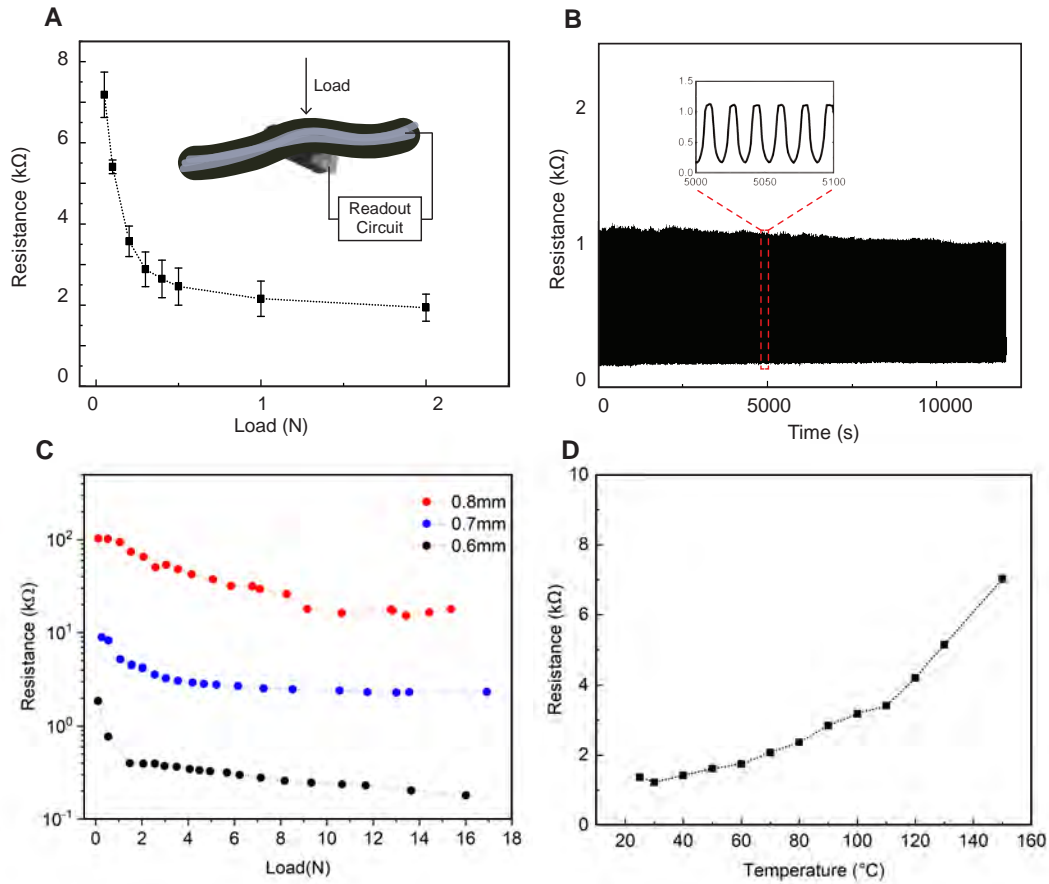 A
Resistance (kΩ)
8
6
4
2
0
0
1
2
Load (N)
Load
Readout
Circuit
B
Resistance (kΩ)
2
1
0
0
5000
10000
Time (s)
1.5
1.0
0.5
0
5000
5050
5100
C
Resistance (kΩ)
10²
10¹
10⁰
10⁻¹
0 2 4 6 8 10 12 14 16 18
Load(N)
0.8mm
0.7mm
0.6mm
D
Resistance (kΩ)
10
8
6
4
2
0
20 40 60 80 100 120 140 160
Temperature (°C)